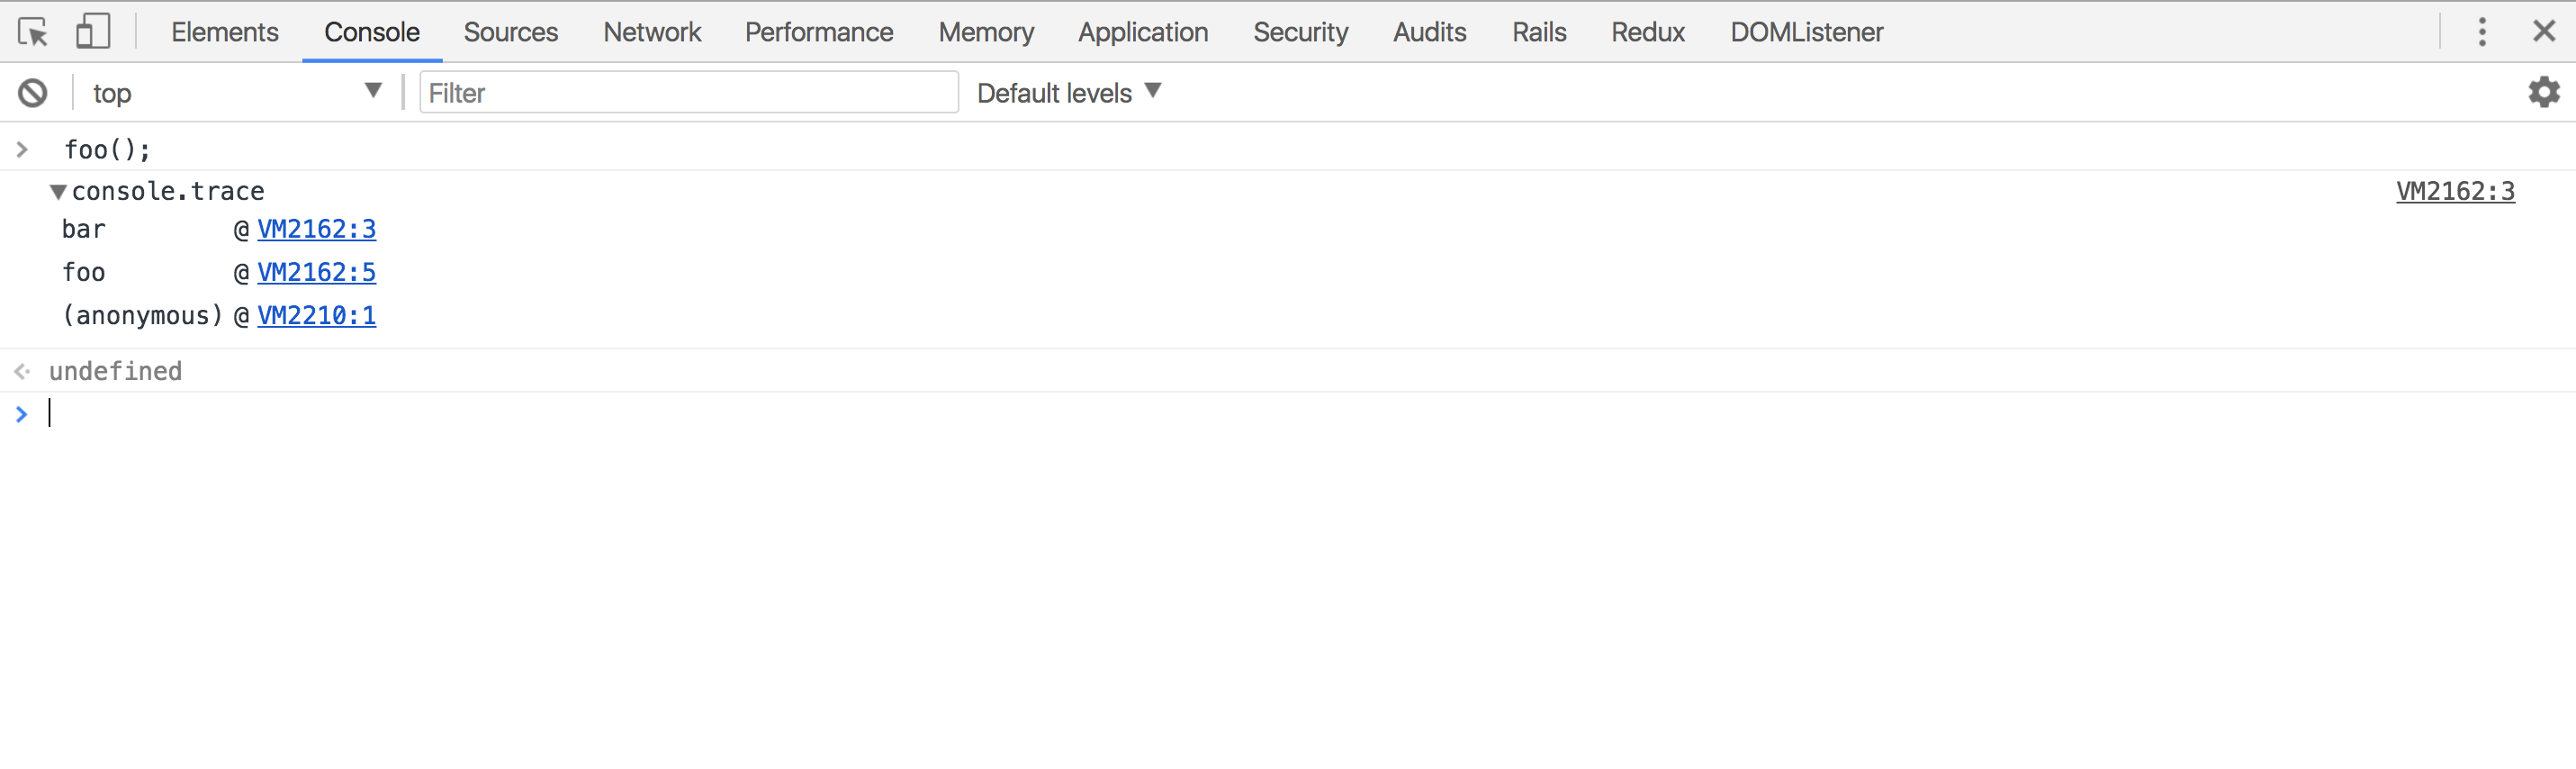 Elements Console Sources Network Performance Memory Application Security Audits Rails Redux DOMListener
top Filter Default levels
foo();
console.trace VM2162:3
bar @ VM2162:3
foo @ VM2162:5
(anonymous) @ VM2210:1
undefined